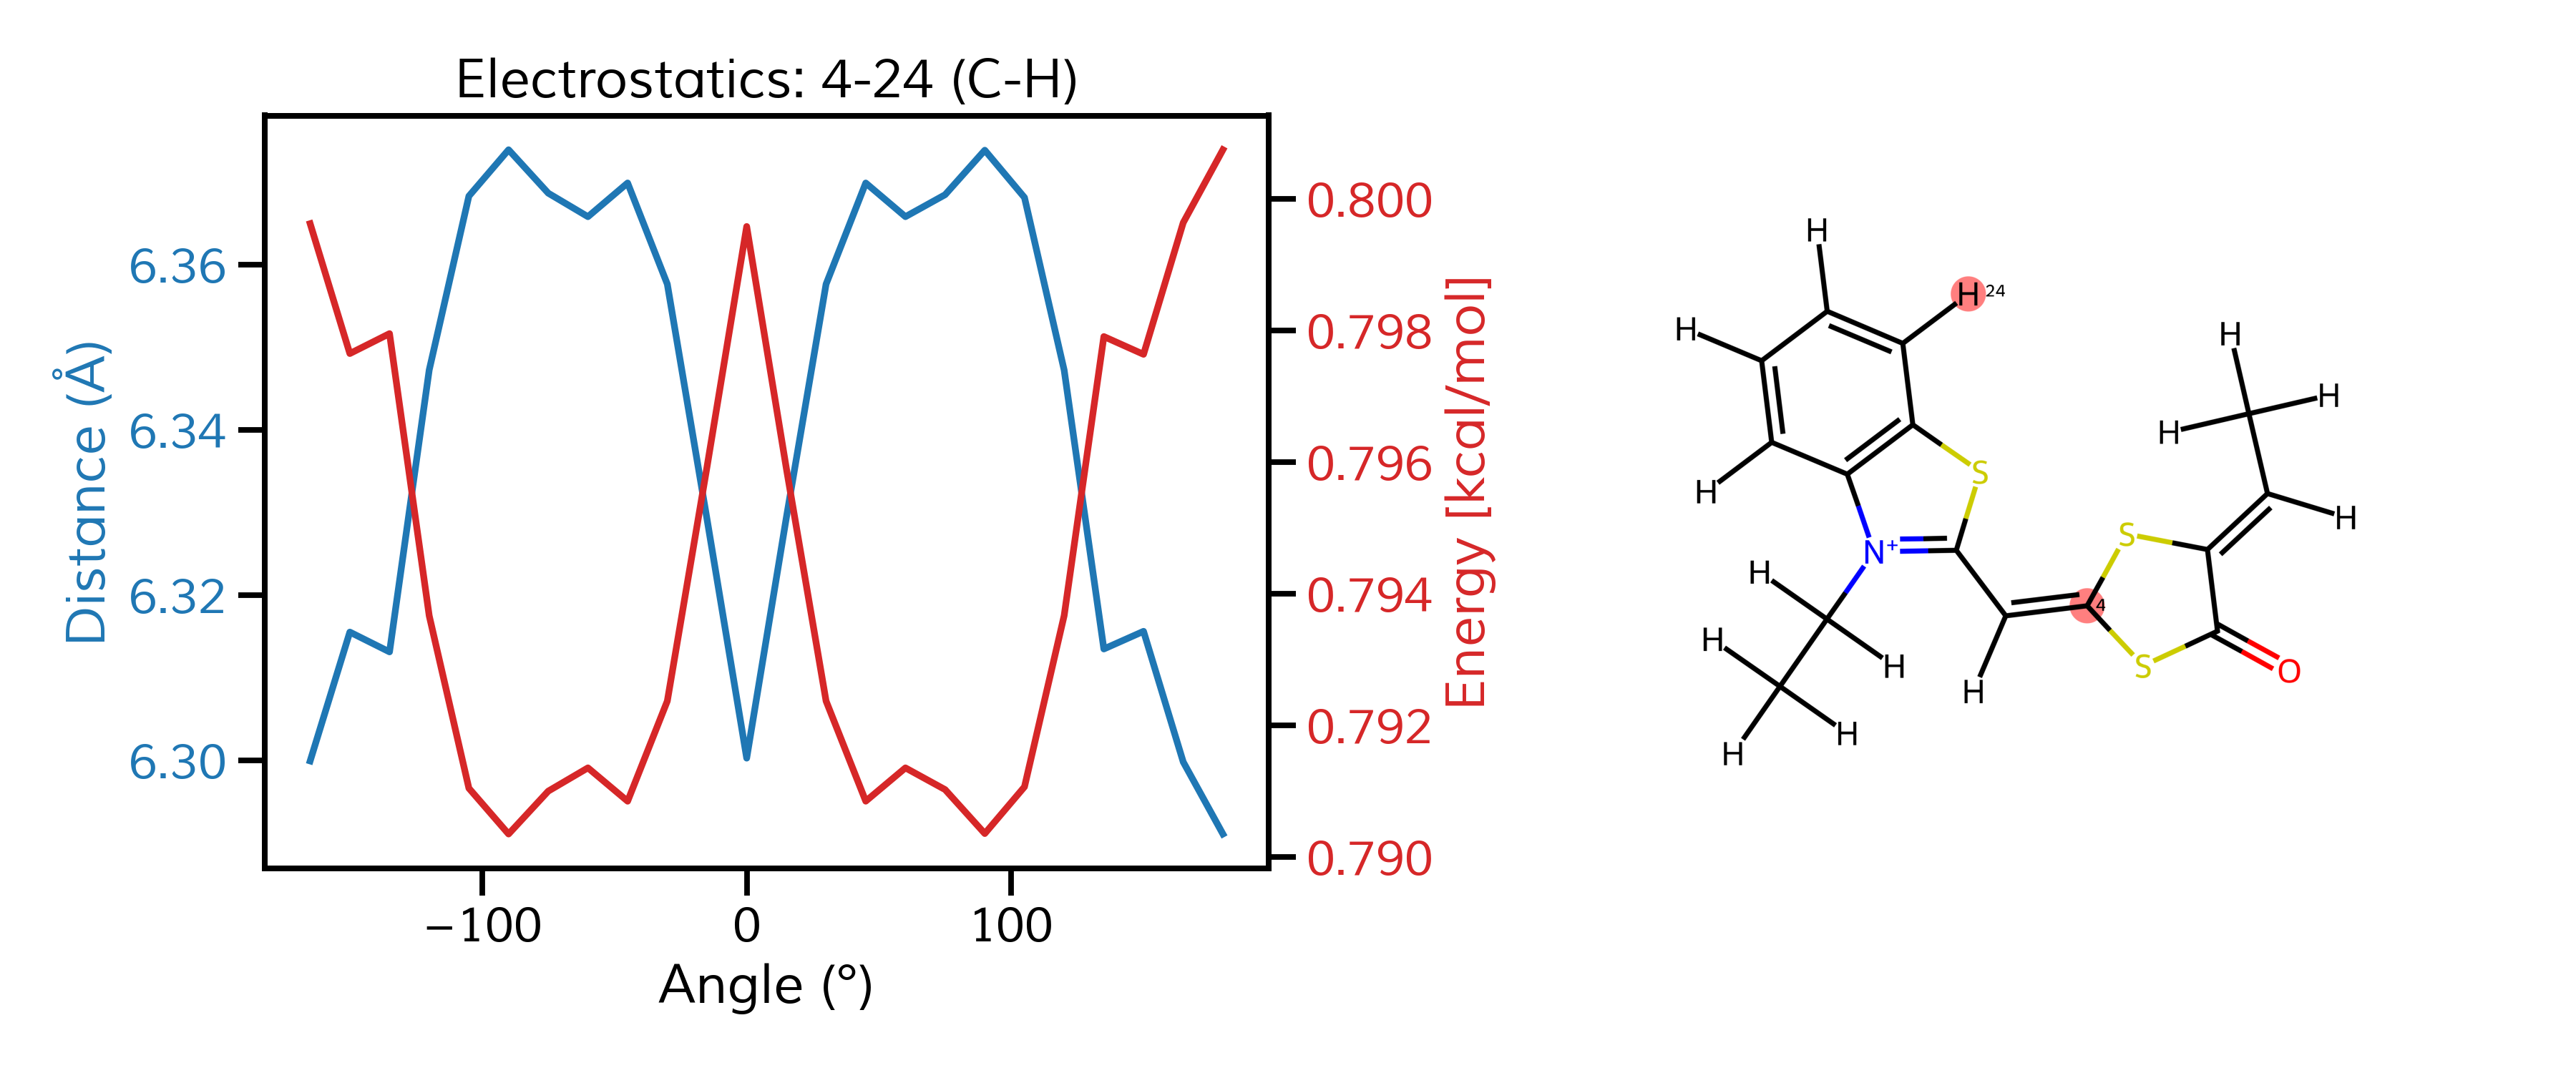 Electrostatics: 4-24 (C-H)
Distance (Å)
6.36
6.34
6.32
6.30
−100
0
100
Angle (°)
0.800
0.798
0.796
0.794
0.792
0.790
Energy [kcal/mol]
H
H 24
H
H
H
H
H
S
S
H
N⁺
H
4
H
H
S
O
H
H
H